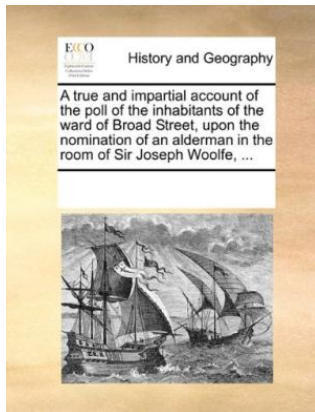 ECCO
History and Geography
A true and impartial account of
the poll of the inhabitants of the
ward of Broad Street, upon the
nomination of an alderman in the
room of Sir Joseph Woolfe, ...